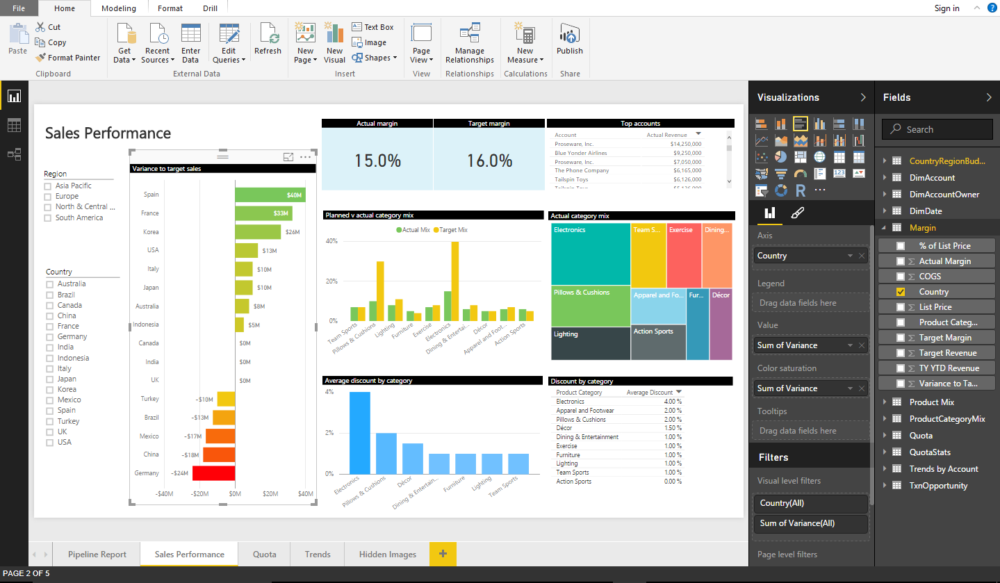 File Home Modeling Format Drill Sign in ?
Paste
Cut
Copy
Format Painter
Clipboard
Get Data
Recent Sources
Enter Data
Edit Queries
Refresh
External Data
New Page
New Visual
Text Box
Image
Shapes
Insert
Page View
View
Manage Relationships
Relationships
New Measure
Calculations
Publish
Share
Sales Performance
Region
Asia Pacific
Europe
North & Central ...
South America
Country
Australia
Brazil
Canada
China
France
Germany
India
Indonesia
Italy
Japan
Korea
Mexico
Spain
Turkey
UK
USA
Variance to target sales
Spain $40M
France $33M
Korea $26M
USA $13M
Italy $10M
Japan $10M
Australia $8M
Indonesia $5M
Canada $0M
India $0M
UK $0M
Turkey -$10M
Brazil -$13M
Mexico -$17M
China -$18M
Germany -$24M
-$40M -$20M $0M $20M $40M
Actual margin
15.0%
Target margin
16.0%
Top accounts
Account Actual Revenue
Proseware, Inc. $14,250,000
Blue Yonder Airlines $9,250,000
Proseware, Inc. $7,050,000
The Phone Company $6,165,000
Tailspin Toys $6,126,000
Planned v actual category mix
Actual Mix Target Mix
40%
20%
0%
Team Sports
Pillows & Cushions
Lighting
Furniture
Exercise
Electronics
Dining & Entertai...
Décor
Apparel and Foot...
Action Sports
Actual category mix
Electronics
Team S...
Exercise
Dining...
Pillows & Cushions
Apparel and Fo...
Fur...
Décor
Lighting
Action Sports
Average discount by category
4%
2%
0%
Electronics
Pillows & Cushions
Décor
Dining & Entertain...
Furniture
Lighting
Team Sports
Discount by category
Product Category Average Discount
Electronics 4.00 %
Apparel and Footwear 2.00 %
Pillows & Cushions 2.00 %
Décor 1.50 %
Dining & Entertainment 1.00 %
Exercise 1.00 %
Furniture 1.00 %
Lighting 1.00 %
Team Sports 1.00 %
Action Sports 0.00 %
Visualizations
123
R
Axis
Country
Legend
Drag data fields here
Value
Sum of Variance
Color saturation
Sum of Variance
Tooltips
Drag data fields here
Filters
Visual level filters
Country(All)
Sum of Variance(All)
Page level filters
Fields
Search
CountryRegionBud...
DimAccount
DimAccountOwner
DimDate
Margin
% of List Price
Σ Actual Margin
Σ COGS
Country
Σ List Price
Product Categ...
Σ Target Margin
Σ Target Revenue
Σ TY YTD Revenue
Σ Variance to Ta...
Product Mix
ProductCategoryMix
Quota
QuotaStats
Trends by Account
TxnOpportunity
Pipeline Report Sales Performance Quota Trends Hidden Images +
PAGE 2 OF 5